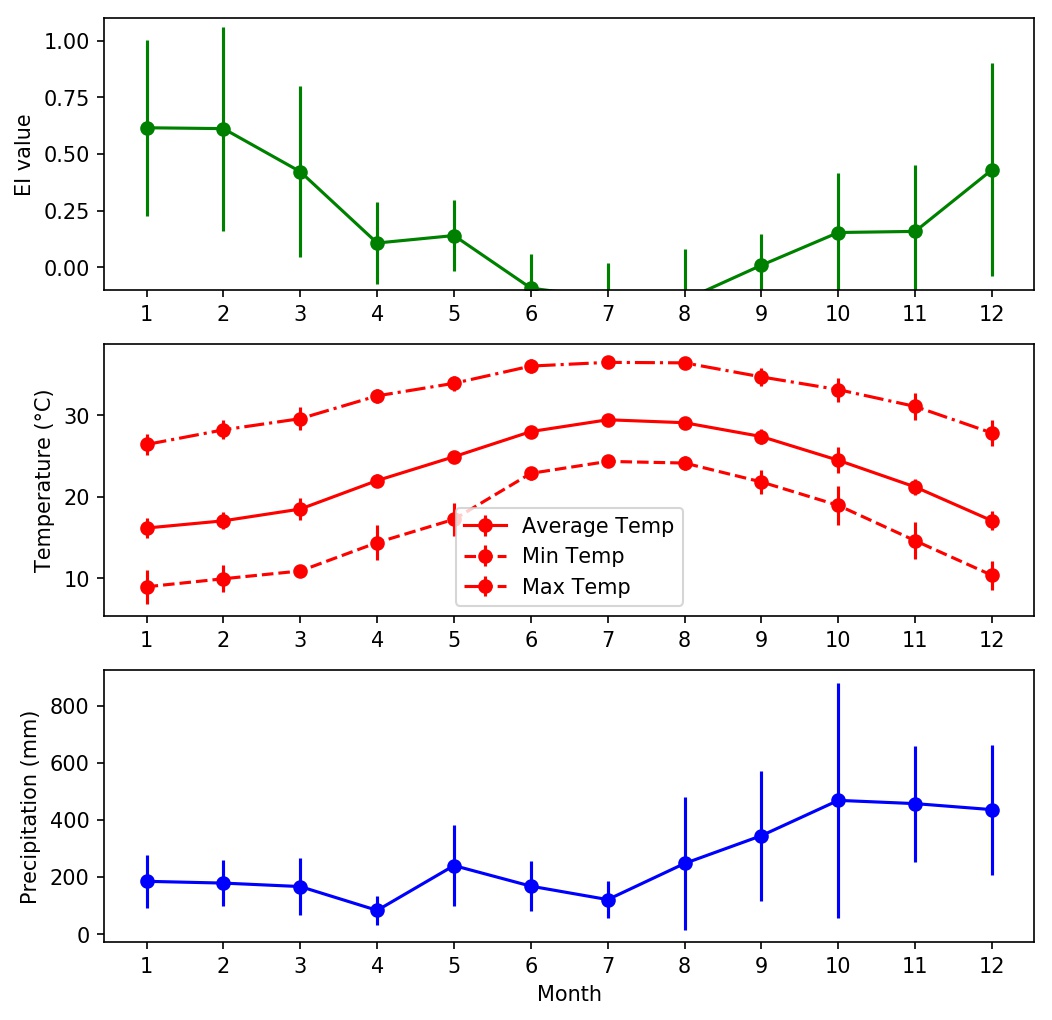 EI value
1.00
0.75
0.50
0.25
0.00
1 2 3 4 5 6 7 8 9 10 11 12
Temperature (°C)
30
20
10
Average Temp
Min Temp
Max Temp
1 2 3 4 5 6 7 8 9 10 11 12
Precipitation (mm)
800
600
400
200
0
1 2 3 4 5 6 7 8 9 10 11 12
Month